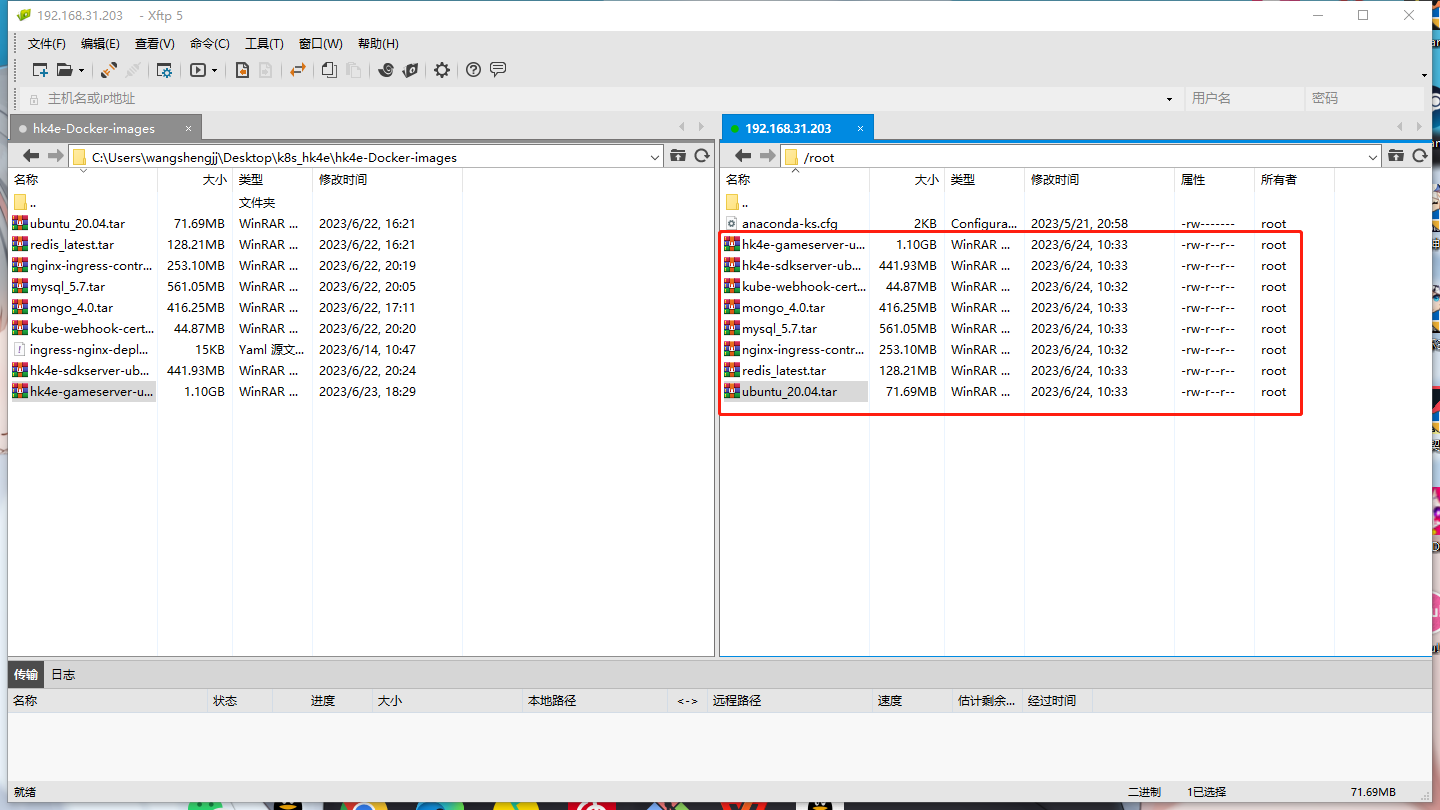 192.168.31.203 - Xftp 5
文件(F) 编辑(E) 查看(V) 命令(C) 工具(T) 窗口(W) 帮助(H)
主机名或IP地址 用户名 密码
hk4e-Docker-images ×
C:\Users\wangshengjj\Desktop\k8s_hk4e\hk4e-Docker-images
名称 大小 类型 修改时间
.. 文件夹
ubuntu_20.04.tar 71.69MB WinRAR ... 2023/6/22, 16:21
redis_latest.tar 128.21MB WinRAR ... 2023/6/22, 16:21
nginx-ingress-contr... 253.10MB WinRAR ... 2023/6/22, 20:19
mysql_5.7.tar 561.05MB WinRAR ... 2023/6/22, 20:05
mongo_4.0.tar 416.25MB WinRAR ... 2023/6/22, 17:11
kube-webhook-cert... 44.87MB WinRAR ... 2023/6/22, 20:20
ingress-nginx-depl... 15KB Yaml 源文... 2023/6/14, 10:47
hk4e-sdkserver-ub... 441.93MB WinRAR ... 2023/6/22, 20:24
hk4e-gameserver-u... 1.10GB WinRAR ... 2023/6/23, 18:29
192.168.31.203 ×
/root
名称 大小 类型 修改时间 属性 所有者
..
anaconda-ks.cfg 2KB Configura... 2023/5/21, 20:58 -rw------- root
hk4e-gameserver-u... 1.10GB WinRAR ... 2023/6/24, 10:33 -rw-r--r-- root
hk4e-sdkserver-ub... 441.93MB WinRAR ... 2023/6/24, 10:33 -rw-r--r-- root
kube-webhook-cert... 44.87MB WinRAR ... 2023/6/24, 10:32 -rw-r--r-- root
mongo_4.0.tar 416.25MB WinRAR ... 2023/6/24, 10:33 -rw-r--r-- root
mysql_5.7.tar 561.05MB WinRAR ... 2023/6/24, 10:33 -rw-r--r-- root
nginx-ingress-contr... 253.10MB WinRAR ... 2023/6/24, 10:32 -rw-r--r-- root
redis_latest.tar 128.21MB WinRAR ... 2023/6/24, 10:33 -rw-r--r-- root
ubuntu_20.04.tar 71.69MB WinRAR ... 2023/6/24, 10:33 -rw-r--r-- root
传输 日志
名称 状态 进度 大小 本地路径 <-> 远程路径 速度 估计剩余... 经过时间
就绪 二进制 1已选择 71.69MB